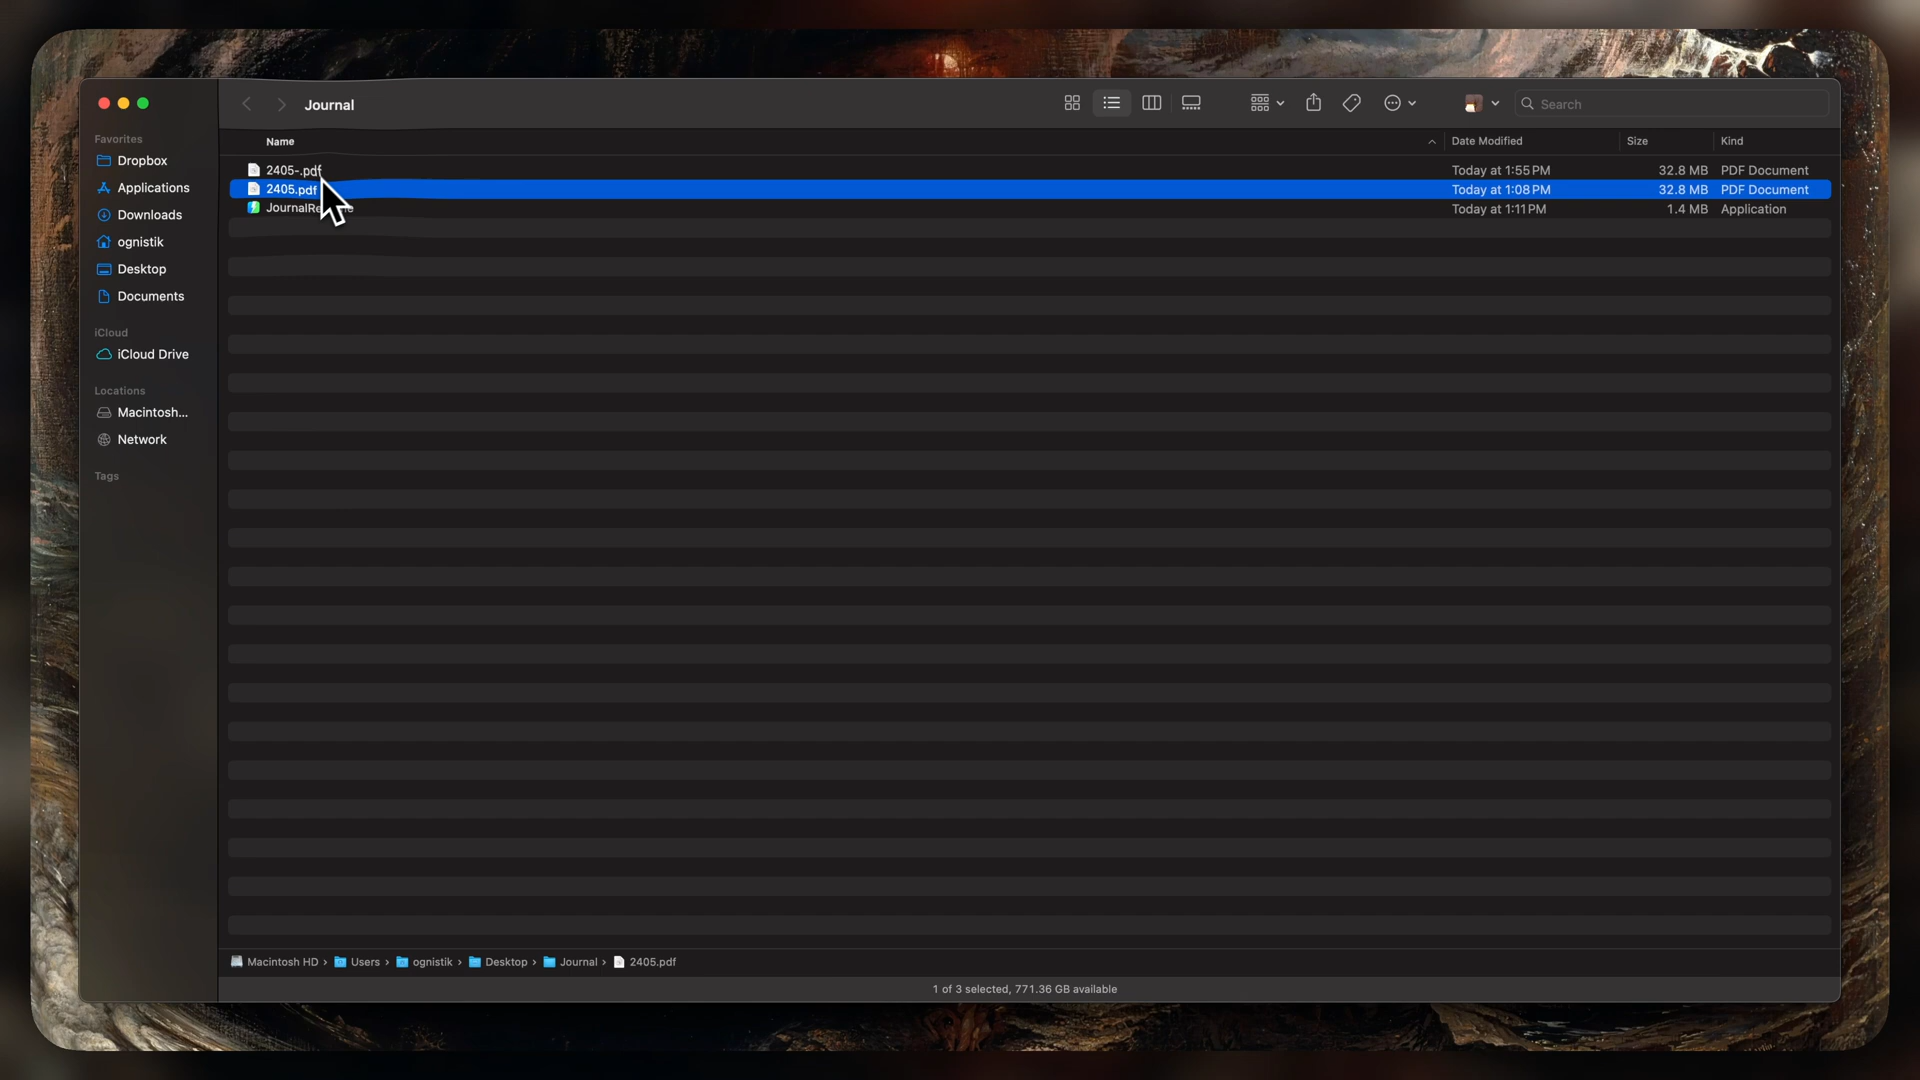 Journal
Search
Favorites
Dropbox
Applications
Downloads
ognistik
Desktop
Documents
iCloud
iCloud Drive
Locations
Macintosh...
Network
Tags
Name Date Modified Size Kind
2405-.pdf Today at 1:55 PM 32.8 MB PDF Document
2405.pdf Today at 1:08 PM 32.8 MB PDF Document
Today at 1:11 PM 1.4 MB Application
Macintosh HD › Users › ognistik › Desktop › Journal › 2405.pdf
1 of 3 selected, 771.36 GB available